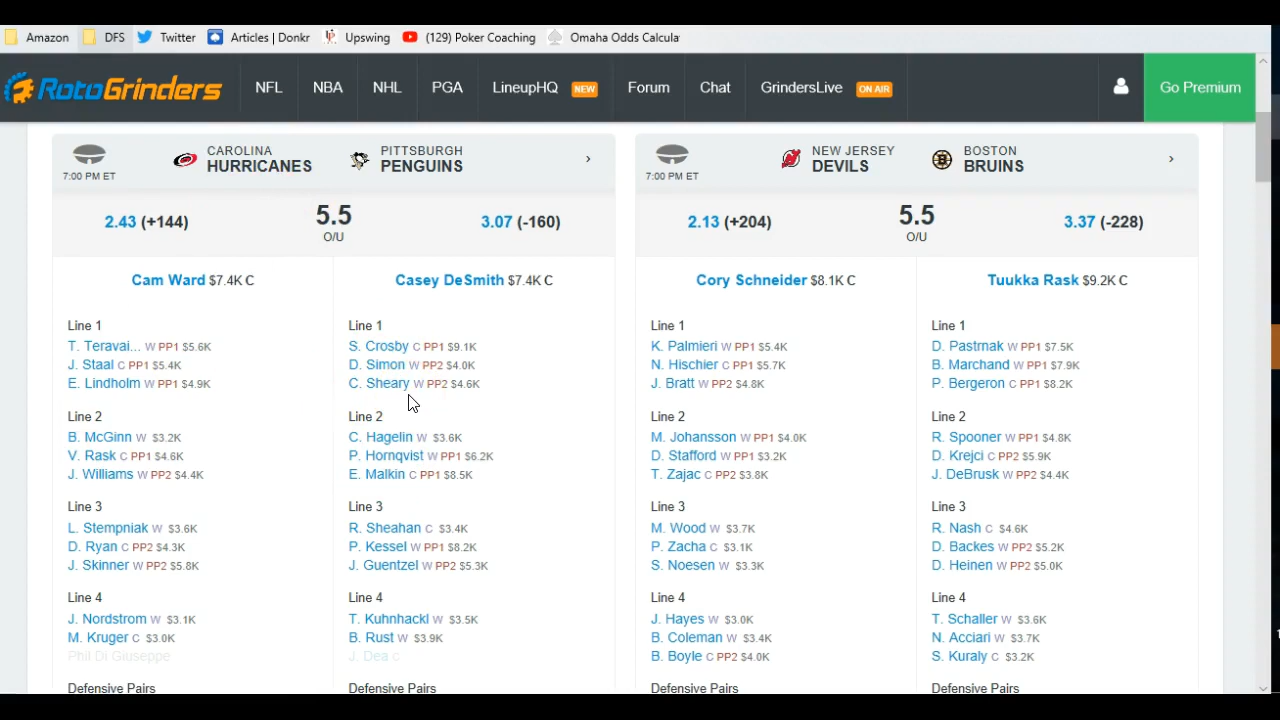 Amazon DFS Twitter Articles | Donkr Upswing (129) Poker Coaching Omaha Odds Calcula
RotoGrinders NFL NBA NHL PGA LineupHQ NEW Forum Chat GrindersLive ON AIR Go Premium
7:00 PM ET
CAROLINA
HURRICANES
PITTSBURGH
PENGUINS
2.43 (+144)
5.5
O/U
3.07 (-160)
Cam Ward $7.4K C
Line 1
T. Teravai... W PP1 $5.6K
J. Staal C PP1 $5.4K
E. Lindholm W PP1 $4.9K
Line 2
B. McGinn W $3.2K
V. Rask C PP1 $4.6K
J. Williams W PP2 $4.4K
Line 3
L. Stempniak W $3.6K
D. Ryan C PP2 $4.3K
J. Skinner W PP2 $5.8K
Line 4
J. Nordstrom W $3.1K
M. Kruger C $3.0K
Phil Di Giuseppe
Defensive Pairs
Casey DeSmith $7.4K C
Line 1
S. Crosby C PP1 $9.1K
D. Simon W PP2 $4.0K
C. Sheary W PP2 $4.6K
Line 2
C. Hagelin W $3.6K
P. Hornqvist W PP1 $6.2K
E. Malkin C PP1 $8.5K
Line 3
R. Sheahan C $3.4K
P. Kessel W PP1 $8.2K
J. Guentzel W PP2 $5.3K
Line 4
T. Kuhnhackl W $3.5K
B. Rust W $3.9K
J. Dea C
Defensive Pairs
7:00 PM ET
NEW JERSEY
DEVILS
BOSTON
BRUINS
2.13 (+204)
5.5
O/U
3.37 (-228)
Cory Schneider $8.1K C
Line 1
K. Palmieri W PP1 $5.4K
N. Hischier C PP1 $5.7K
J. Bratt W PP2 $4.8K
Line 2
M. Johansson W PP1 $4.0K
D. Stafford W PP1 $3.2K
T. Zajac C PP2 $3.8K
Line 3
M. Wood W $3.7K
P. Zacha C $3.1K
S. Noesen W $3.3K
Line 4
J. Hayes W $3.0K
B. Coleman W $3.4K
B. Boyle C PP2 $4.0K
Defensive Pairs
Tuukka Rask $9.2K C
Line 1
D. Pastrnak W PP1 $7.5K
B. Marchand W PP1 $7.9K
P. Bergeron C PP1 $8.2K
Line 2
R. Spooner W PP1 $4.8K
D. Krejci C PP2 $5.9K
J. DeBrusk W PP2 $4.4K
Line 3
R. Nash C $4.6K
D. Backes W PP2 $5.2K
D. Heinen W PP2 $5.0K
Line 4
T. Schaller W $3.6K
N. Acciari W $3.7K
S. Kuraly C $3.2K
Defensive Pairs